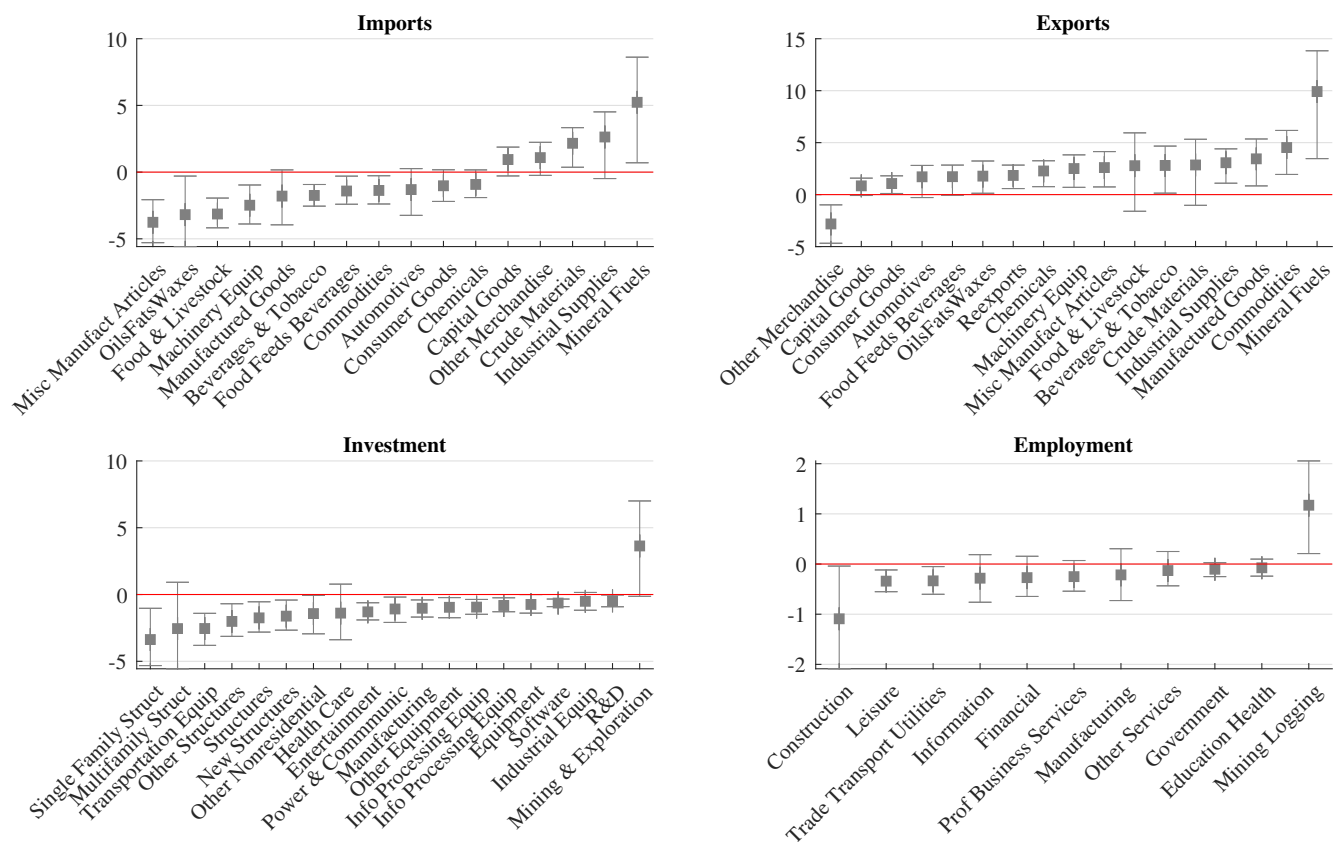 Imports
10
5
0
-5
Misc Manufact Articles
OilsFatsWaxes
Food & Livestock
Machinery Equip
Manufactured Goods
Beverages & Tobacco
Food Feeds Beverages
Commodities
Automotives
Consumer Goods
Chemicals
Capital Goods
Other Merchandise
Crude Materials
Industrial Supplies
Mineral Fuels
Exports
15
10
5
0
-5
Other Merchandise
Capital Goods
Consumer Goods
Automotives
Food Feeds Beverages
OilsFats Waxes
Reexports
Chemicals
Machinery Equip
Misc Manufact Articles
Food & Livestock
Beverages & Tobacco
Crude Materials
Industrial Supplies
Manufactured Goods
Commodities
Mineral Fuels
Investment
10
5
0
-5
Single Family Struct
Multifamily Struct
Transportation Equip
Other Structures
Structures
New Structures
Other Nonresidential
Health Care
Entertainment
Power & Communic
Manufacturing
Other Equipment
Info Processing Equip
Info Processing Equip
Equipment
Software
Industrial Equip
R&D
Mining & Exploration
Employment
2
1
0
-1
-2
Construction
Leisure
Trade Transport Utilities
Information
Financial
Prof Business Services
Manufacturing
Other Services
Government
Education Health
Mining Logging